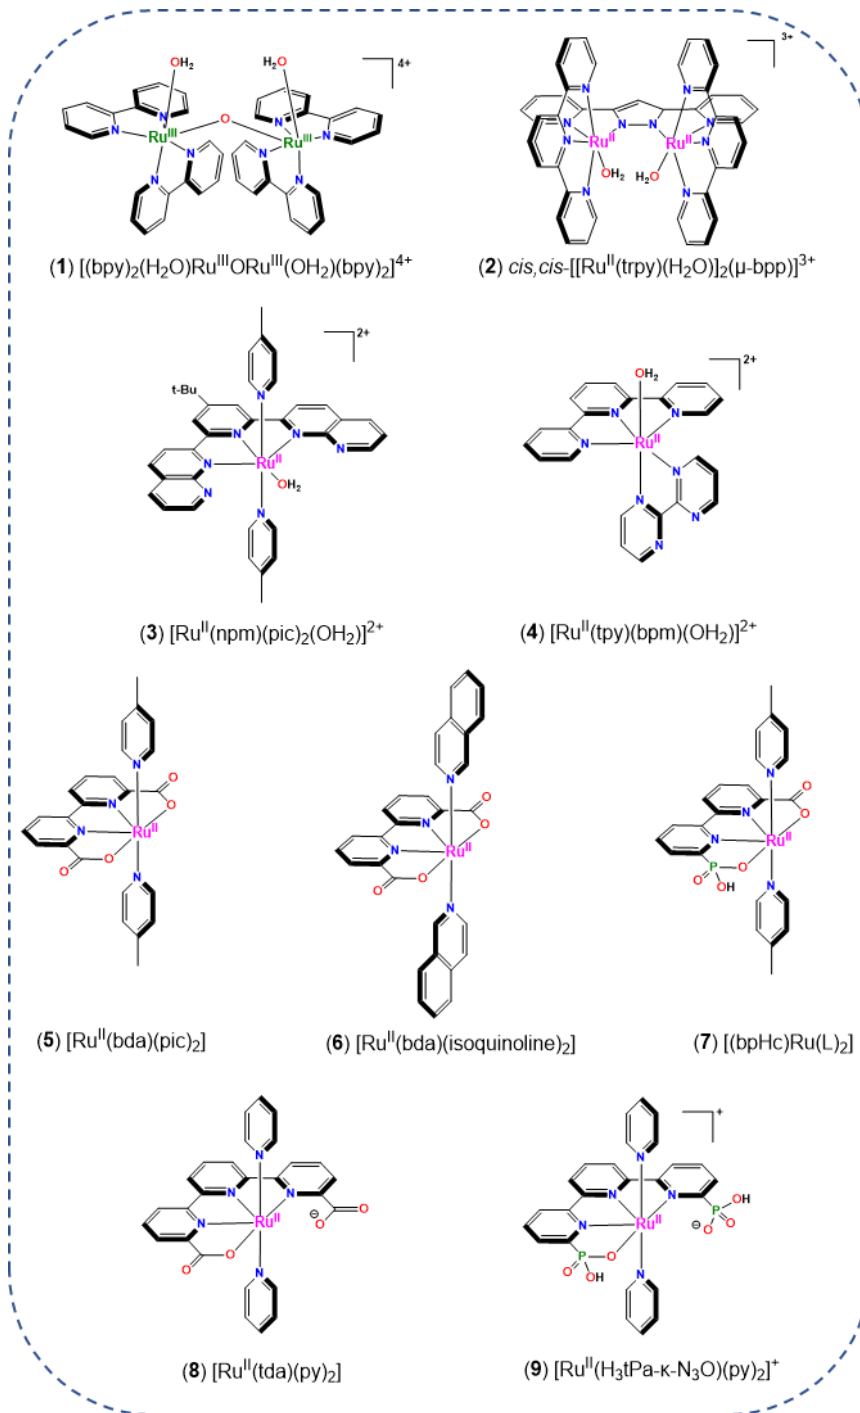 OH₂ H₂O 4+
N N N N
O
Ru^III Ru^III
N N N N
(1) [(bpy)₂(H₂O)Ru^IIIORu^III(OH₂)(bpy)₂]⁴⁺
3+
N N
N N N N
Ru^II Ru^II
OH₂ H₂O
N N
(2) cis,cis-[[Ru^II(trpy)(H₂O)]₂(μ-bpp)]³⁺
2+
t-Bu N
N N
N Ru^II N
N OH₂
N
(3) [Ru^II(npm)(pic)₂(OH₂)]²⁺
2+
OH₂
N N
N Ru^II
N
N N
N
(4) [Ru^II(tpy)(bpm)(OH₂)]²⁺
N O
N O
N Ru^II
O O
N
(5) [Ru^II(bda)(pic)₂]
N O
N O
N Ru^II
O O
N
(6) [Ru^II(bda)(isoquinoline)₂]
N O
N O
N Ru^II
P O
O OH
N
(7) [(bpHc)Ru(L)₂]
N
N N
O
N Ru^II ⊖O
O O
N
(8) [Ru^II(tda)(py)₂]
+
N
N N OH
P
N Ru^II ⊖O O
P O
O OH
N
(9) [Ru^II(H₃tPa-κ-N₃O)(py)₂]⁺